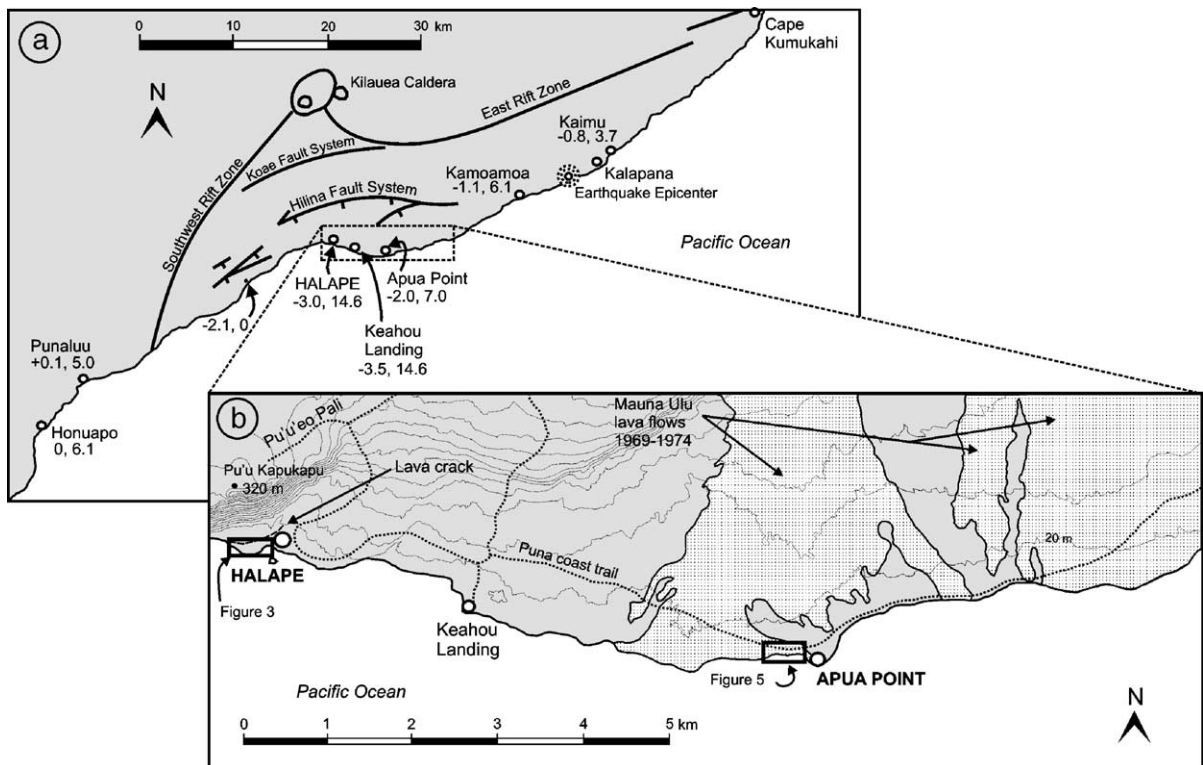 a
0 10 20 30 km
N
Kilauea Caldera
Cape
Kumukahi
East Rift Zone
Koae Fault System
Southwest Rift Zone
Hilina Fault System
Kaimu
-0.8, 3.7
Kalapana
Kamoamoa
-1.1, 6.1
Earthquake Epicenter
Pacific Ocean
HALAPE
-3.0, 14.6
Apua Point
-2.0, 7.0
Keahou
Landing
-3.5, 14.6
-2.1, 0
Punaluu
+0.1, 5.0
Honuapo
0, 6.1
b
Pu'u'eo Pali
Pu'u Kapukapu
320 m
Lava crack
Mauna Ulu
lava flows
1969-1974
HALAPE
Figure 3
Puna coast trail
20 m
Keahou
Landing
Figure 5
APUA POINT
Pacific Ocean
N
0 1 2 3 4 5 km